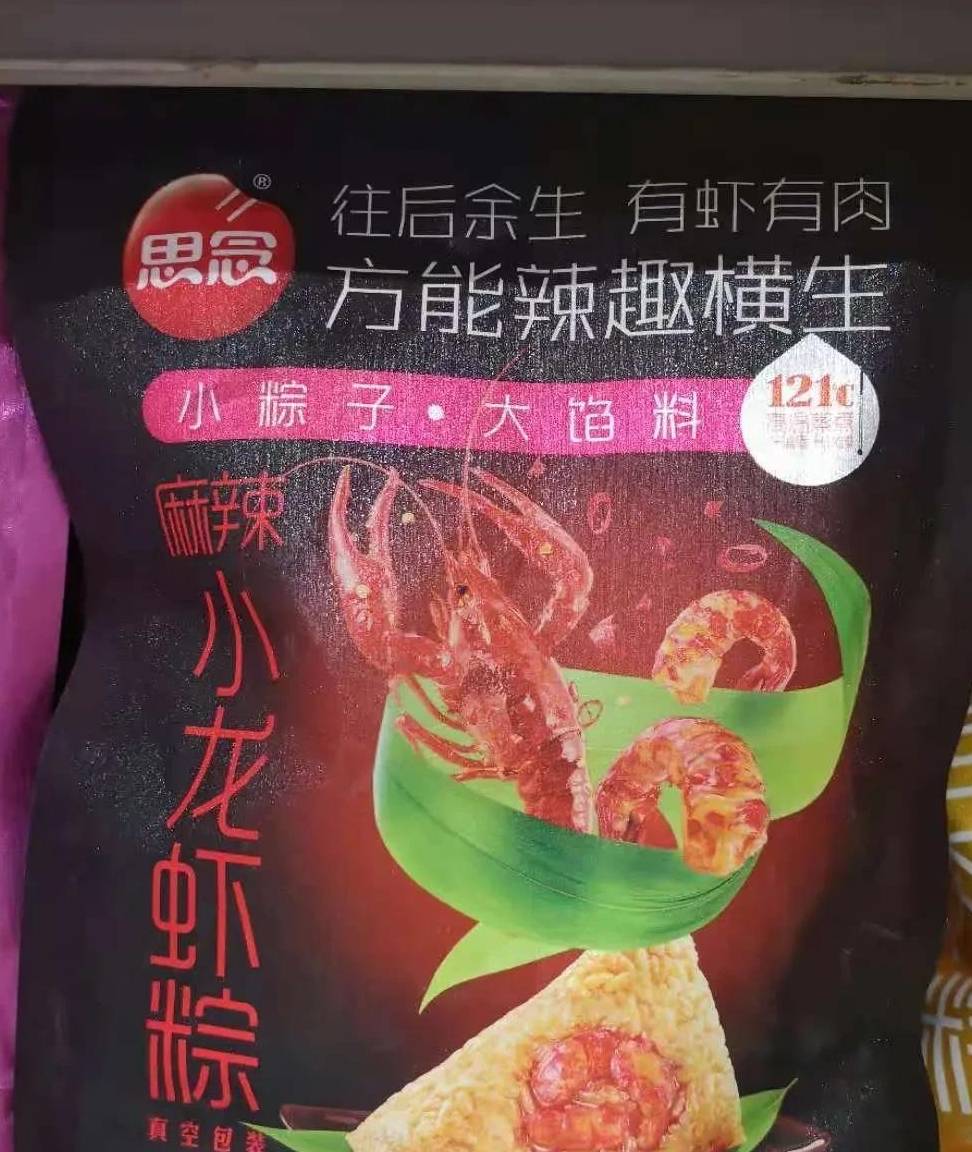 思念®
往后余生 有虾有肉
方能辣趣横生
小粽子·大馅料
121c
麻辣
小龙虾粽
真空包装